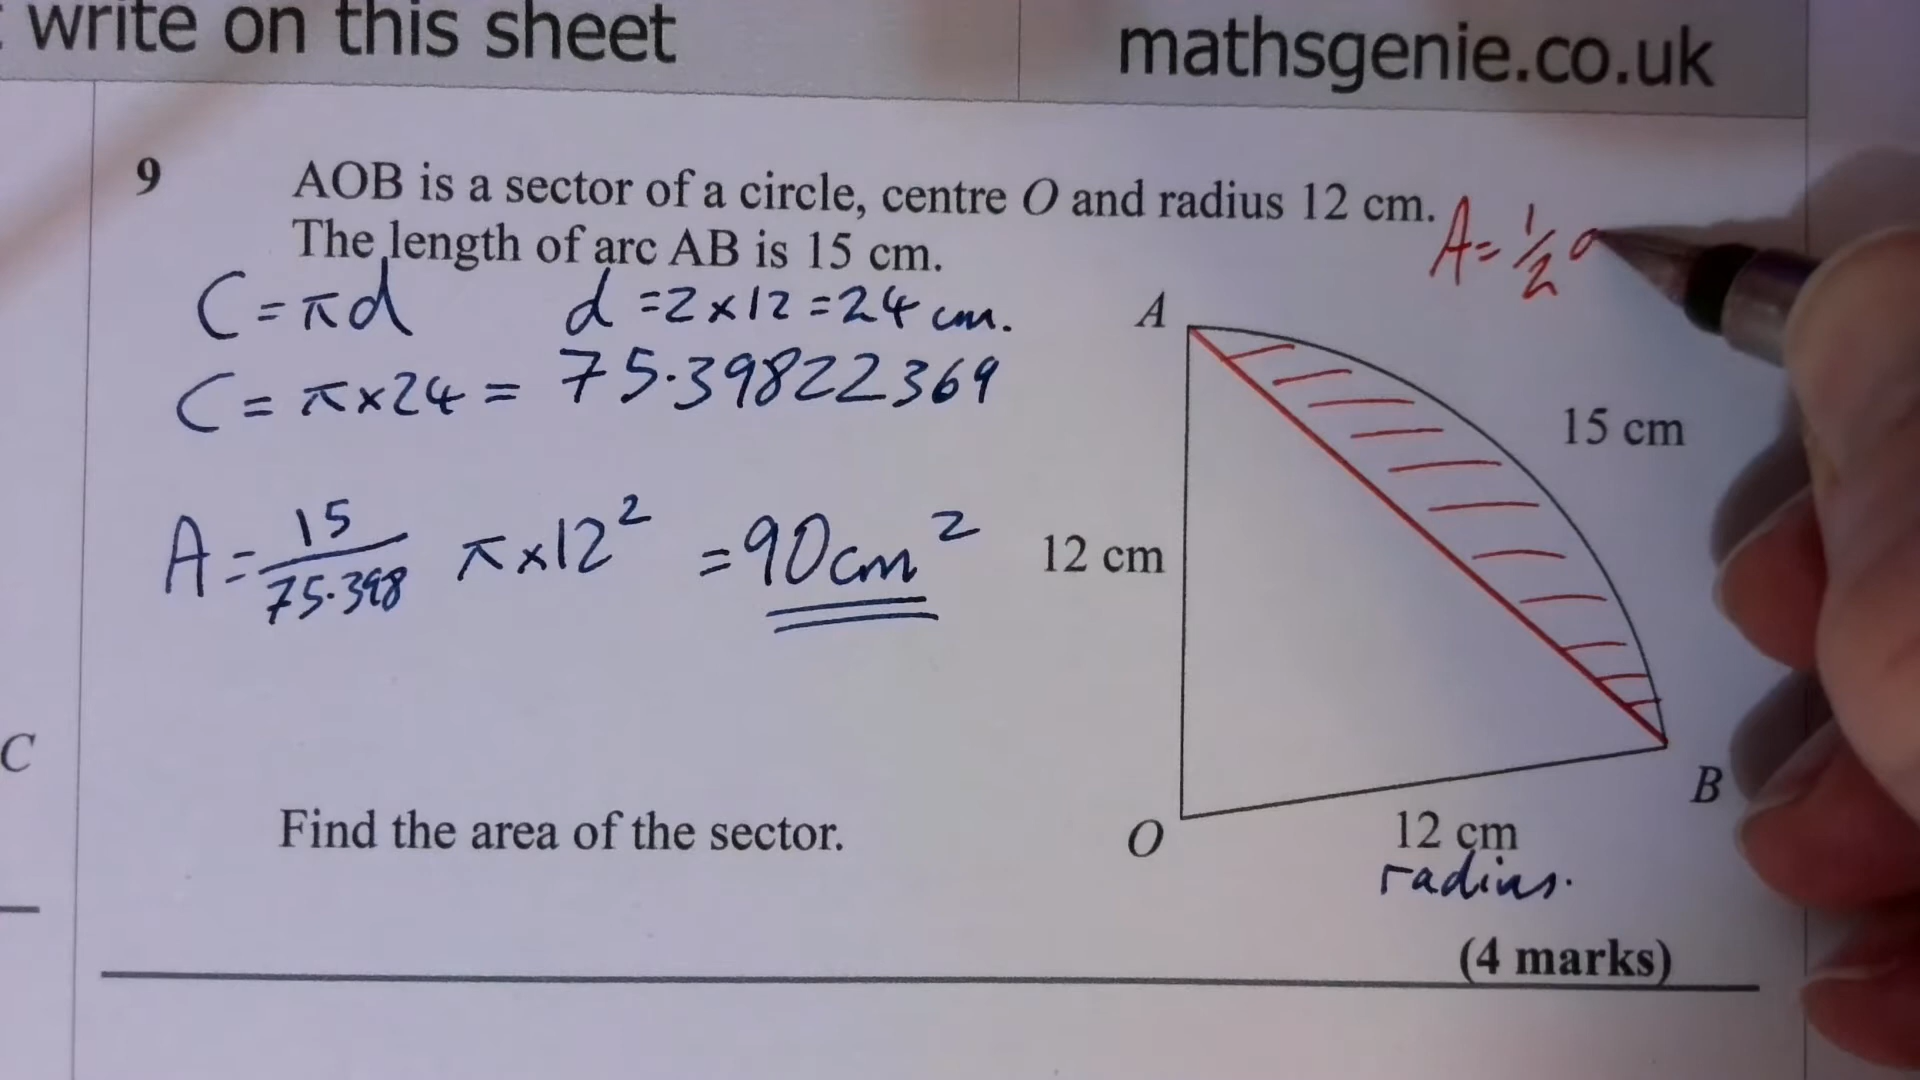 write on this sheet
mathsgenie.co.uk
9 AOB is a sector of a circle, centre O and radius 12 cm.
The length of arc AB is 15 cm.
A = 1/2 a
C = πd d = 2 × 12 = 24 cm.
C = π × 24 = 75.39822369
A = 15/75.398 π × 12² = 90cm²
A
15 cm
12 cm
B
O
12 cm
radius.
C
Find the area of the sector.
(4 marks)